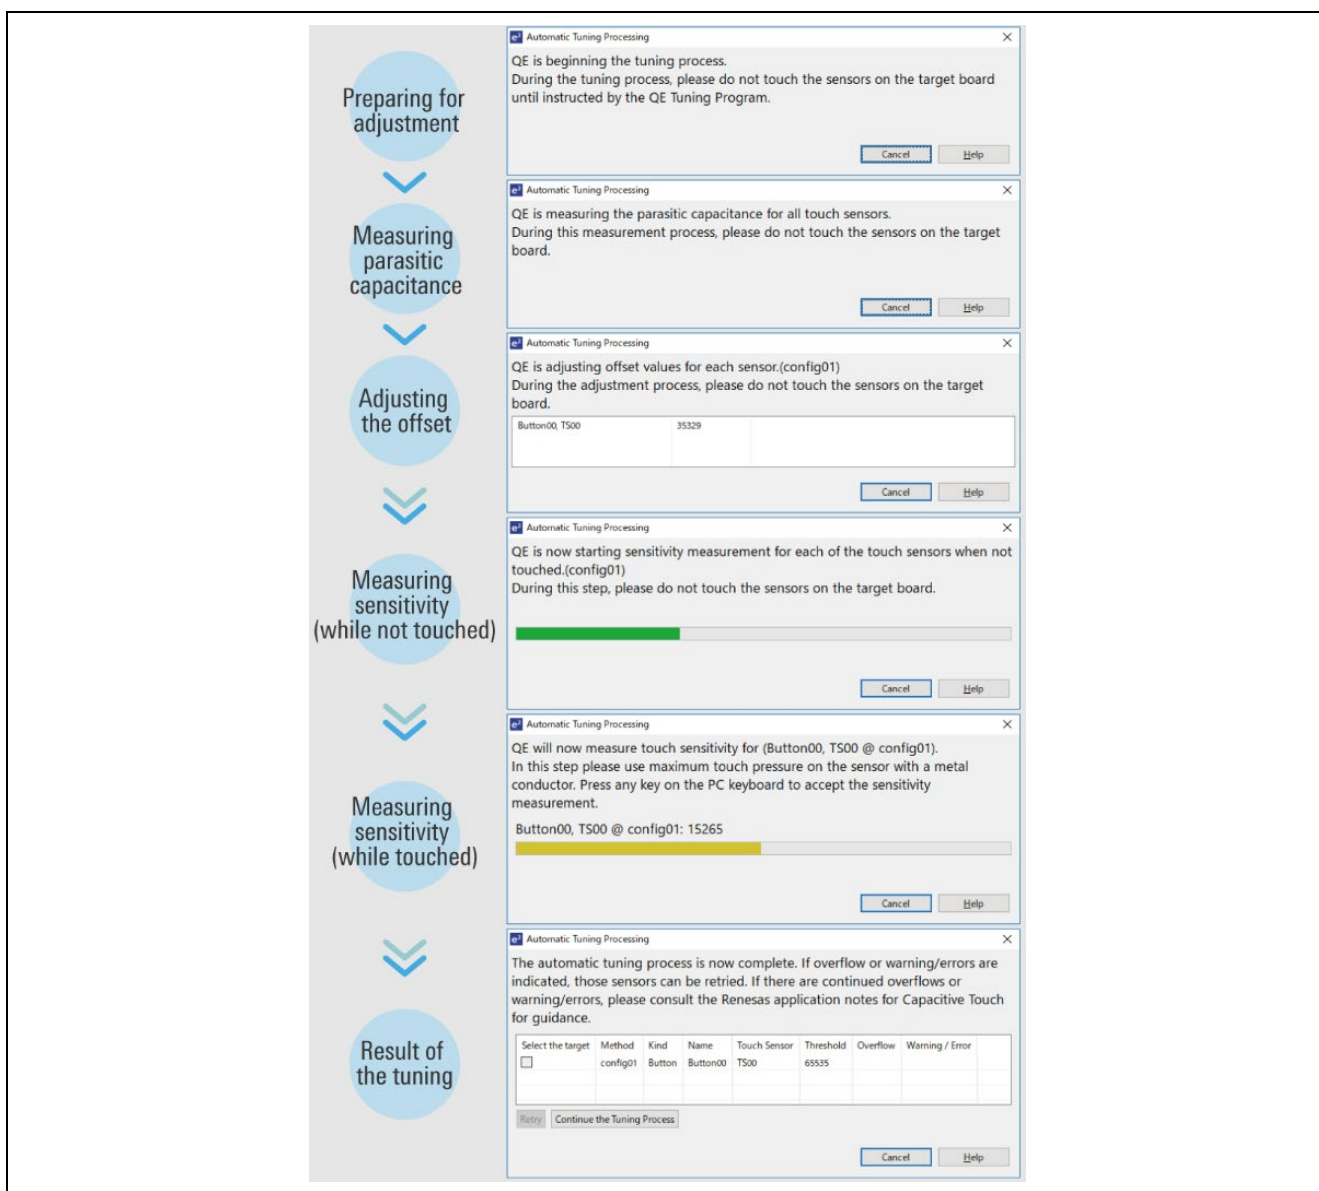 Preparing for
adjustment
e² Automatic Tuning Processing
QE is beginning the tuning process.
During the tuning process, please do not touch the sensors on the target board
until instructed by the QE Tuning Program.
Cancel Help
Measuring
parasitic
capacitance
e² Automatic Tuning Processing
QE is measuring the parasitic capacitance for all touch sensors.
During this measurement process, please do not touch the sensors on the target
board.
Cancel Help
Adjusting
the offset
e² Automatic Tuning Processing
QE is adjusting offset values for each sensor.(config01)
During the adjustment process, please do not touch the sensors on the target
board.
Button00, TS00 35329
Cancel Help
Measuring
sensitivity
(while not touched)
e² Automatic Tuning Processing
QE is now starting sensitivity measurement for each of the touch sensors when not
touched.(config01)
During this step, please do not touch the sensors on the target board.
Cancel Help
Measuring
sensitivity
(while touched)
e² Automatic Tuning Processing
QE will now measure touch sensitivity for (Button00, TS00 @ config01).
In this step please use maximum touch pressure on the sensor with a metal
conductor. Press any key on the PC keyboard to accept the sensitivity
measurement.
Button00, TS00 @ config01: 15265
Cancel Help
Result of
the tuning
e² Automatic Tuning Processing
The automatic tuning process is now complete. If overflow or warning/errors are
indicated, those sensors can be retried. If there are continued overflows or
warning/errors, please consult the Renesas application notes for Capacitive Touch
for guidance.
Select the target Method Kind Name Touch Sensor Threshold Overflow Warning / Error
config01 Button Button00 TS00 65535
Retry Continue the Tuning Process
Cancel Help